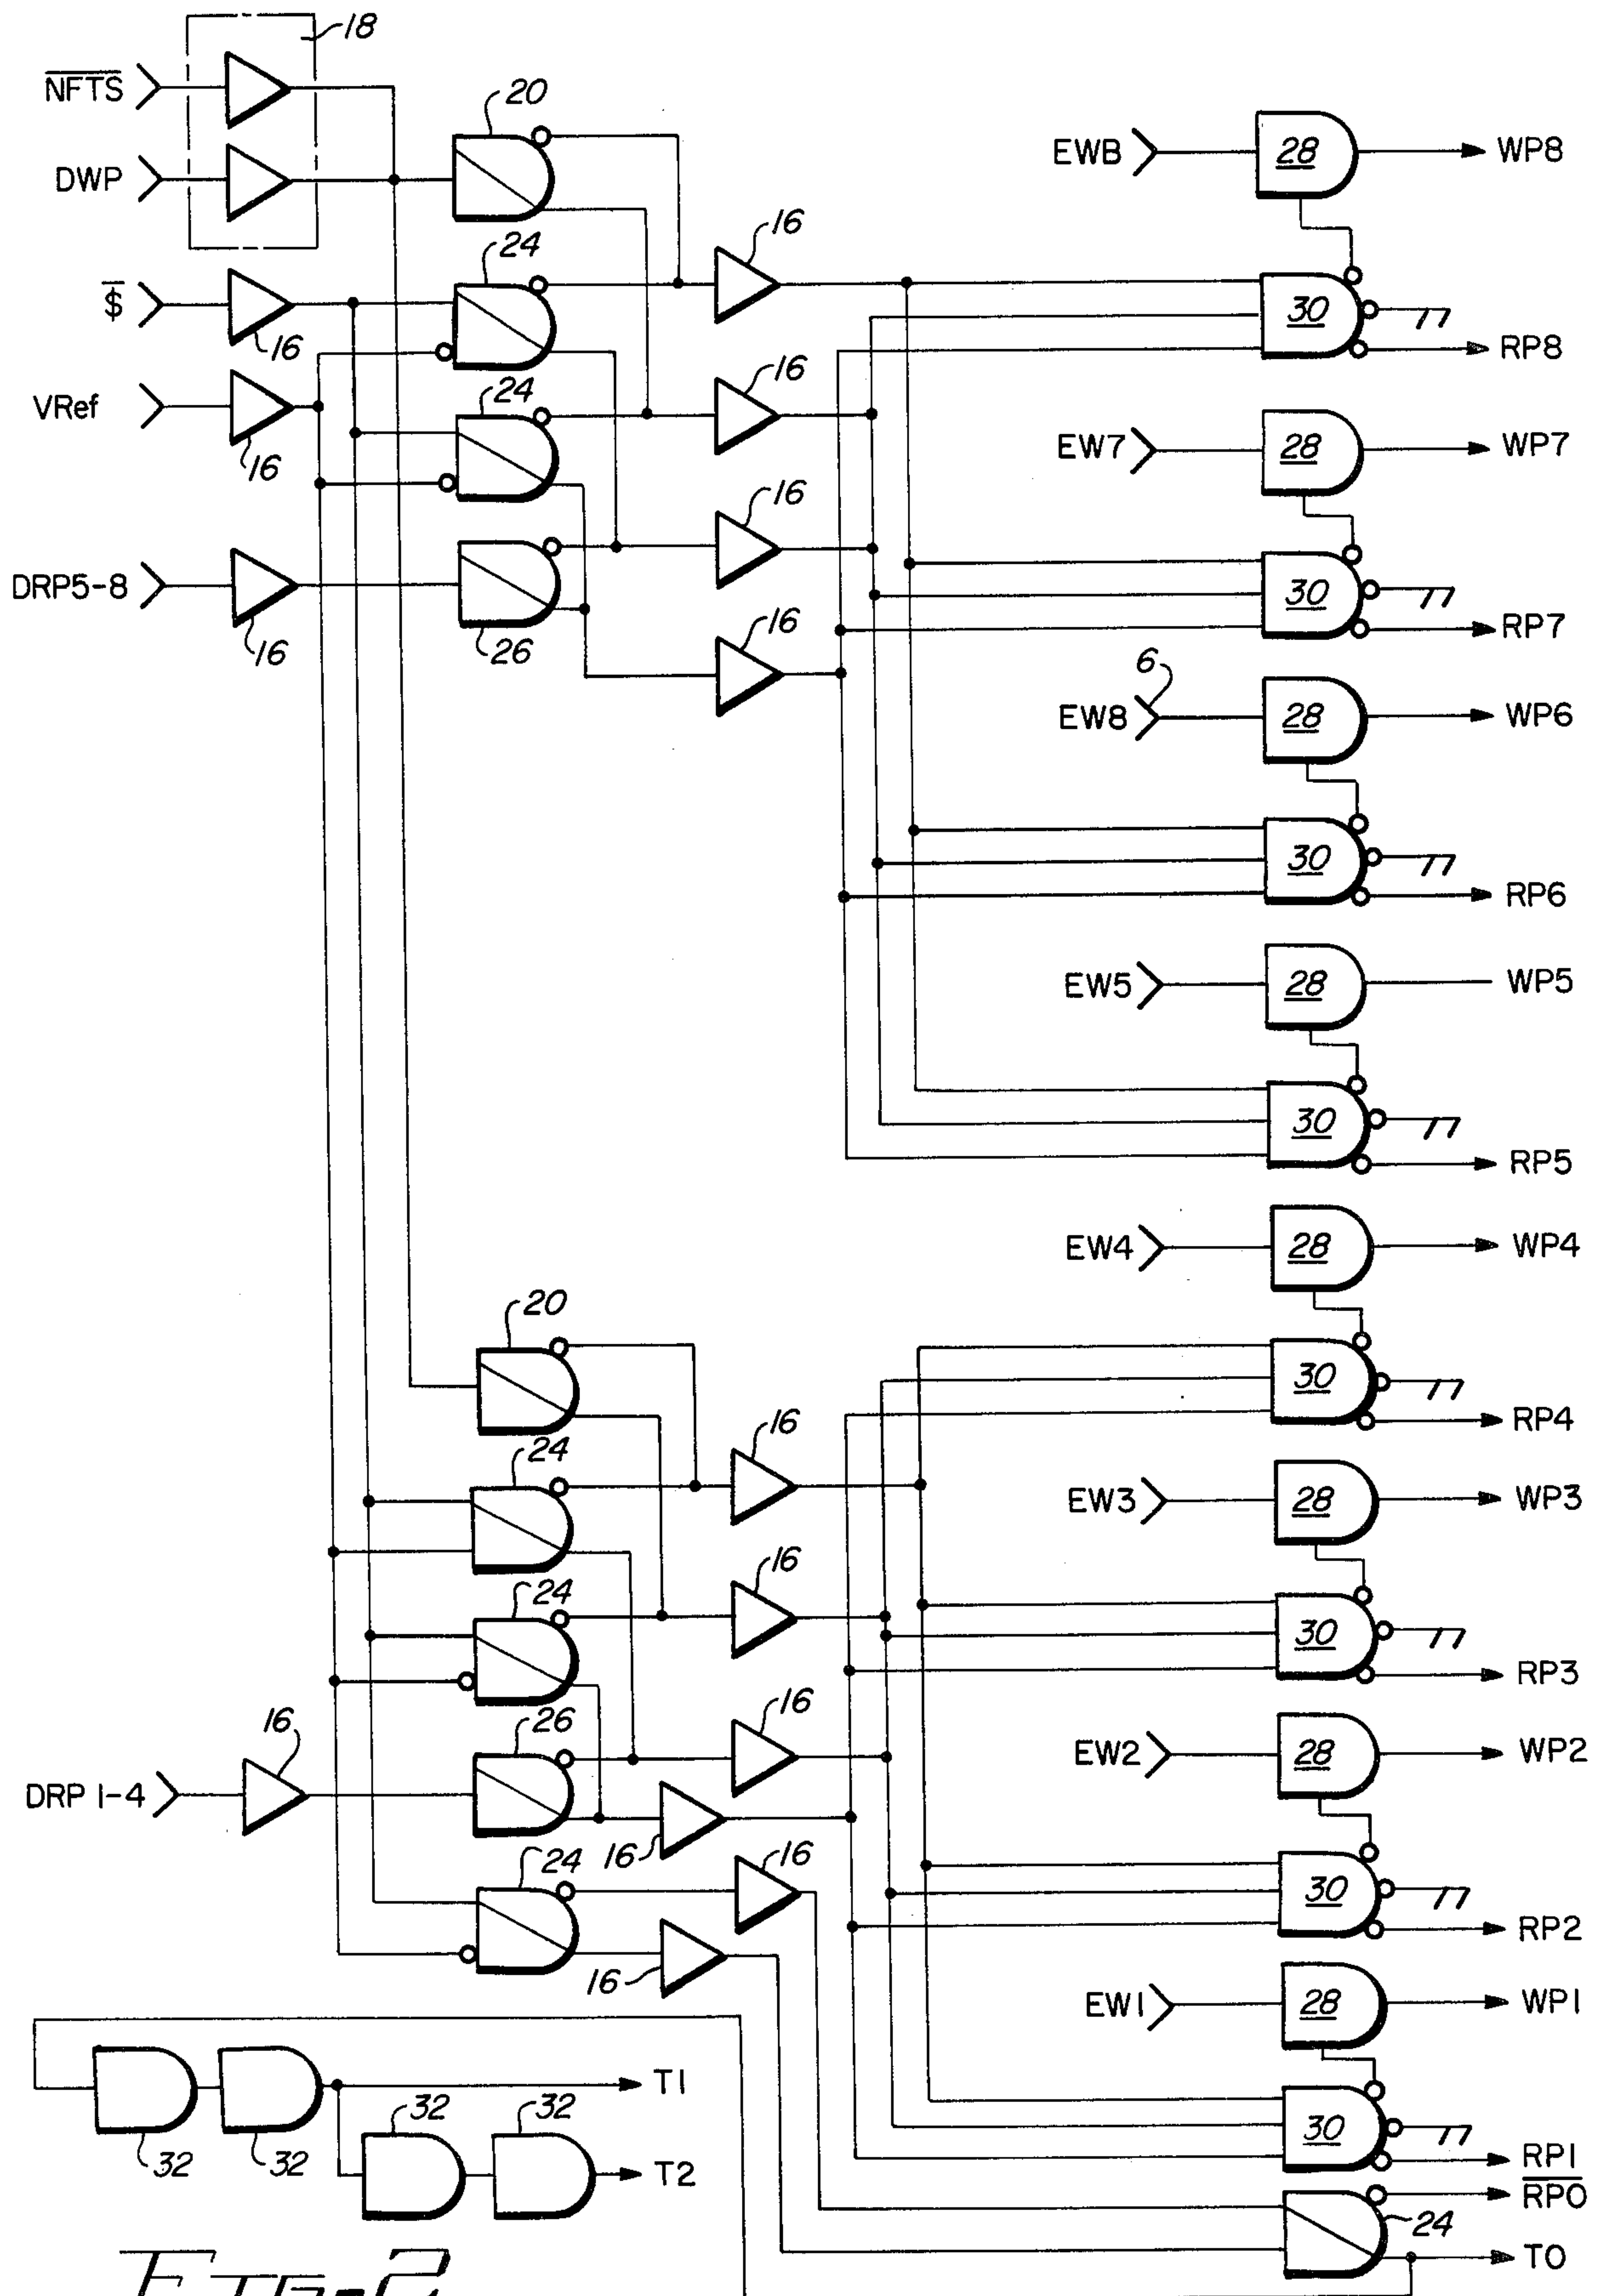 18
NFTS
20
DWP
EWB 28 WP8
24
16
$
16
30
RP8
VRef
24
16
16
EW7 28 WP7
16
DRP5-8
16
26
16
30
RP7
6
EW8 28 WP6
30
RP6
EW5 28 WP5
30
RP5
EW4 28 WP4
20
30
RP4
24
16
EW3 28 WP3
24
16
30
RP3
16
26
16
EW2 28 WP2
DRP 1-4
16
24
16
30
RP2
16
EW1 28 WP1
T1
32
32
32
32
T2
30
RP1
RP0
24
T0
FIG-2